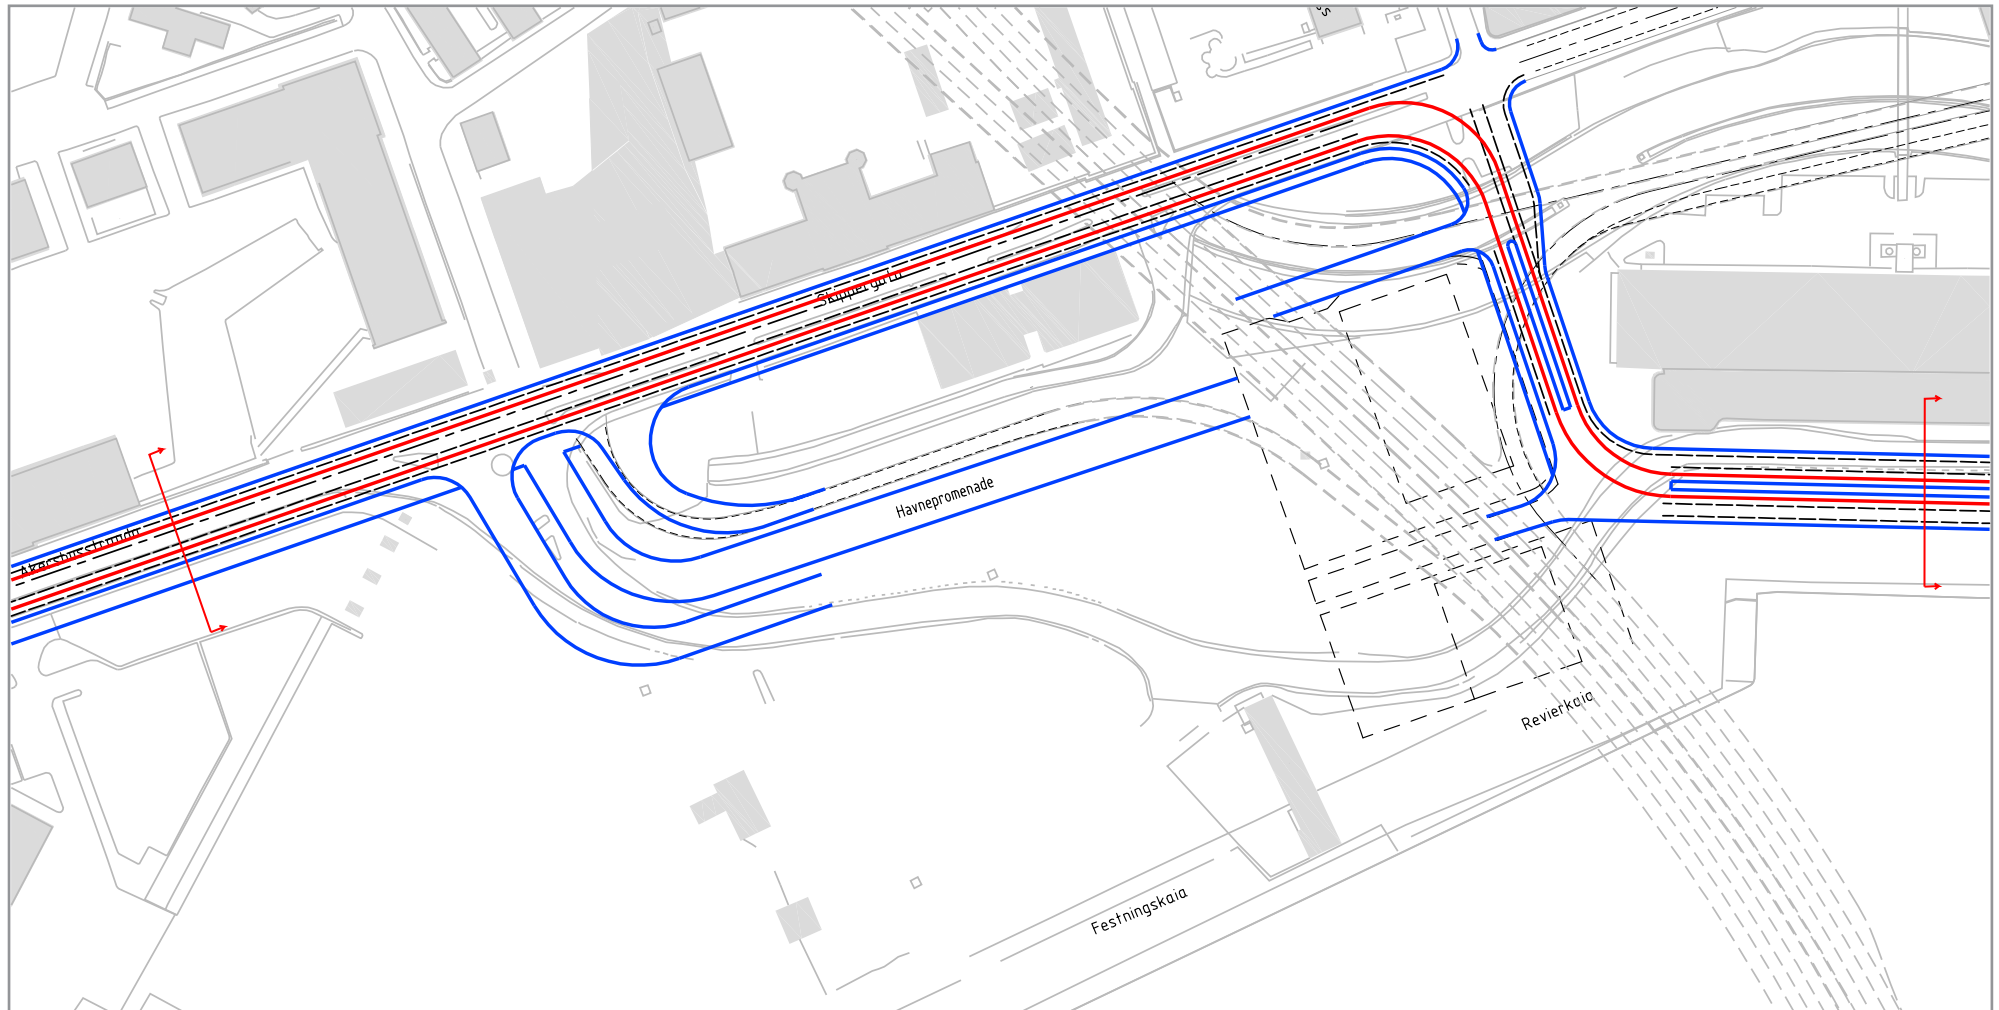 Skippergata
Akershusstranda
Havnepromenade
Revierkaia
Festningskaia